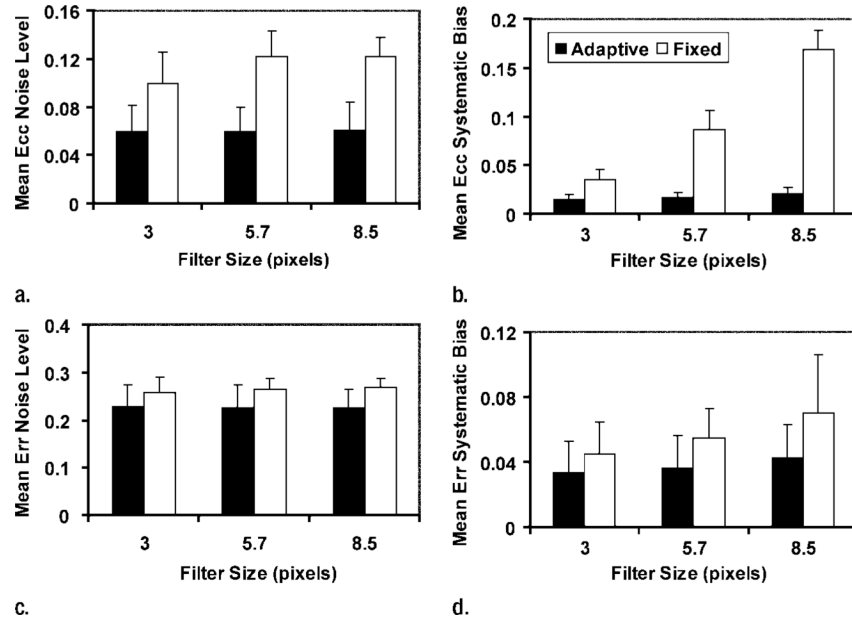 Mean Ecc Noise Level
0.16
0.12
0.08
0.04
0
3 5.7 8.5
Filter Size (pixels)
a.
Mean Ecc Systematic Bias
0.2
0.15
0.1
0.05
0
Adaptive Fixed
3 5.7 8.5
Filter Size (pixels)
b.
Mean Err Noise Level
0.4
0.3
0.2
0.1
0
3 5.7 8.5
Filter Size (pixels)
c.
Mean Err Systematic Bias
0.12
0.08
0.04
0
3 5.7 8.5
Filter Size (pixels)
d.